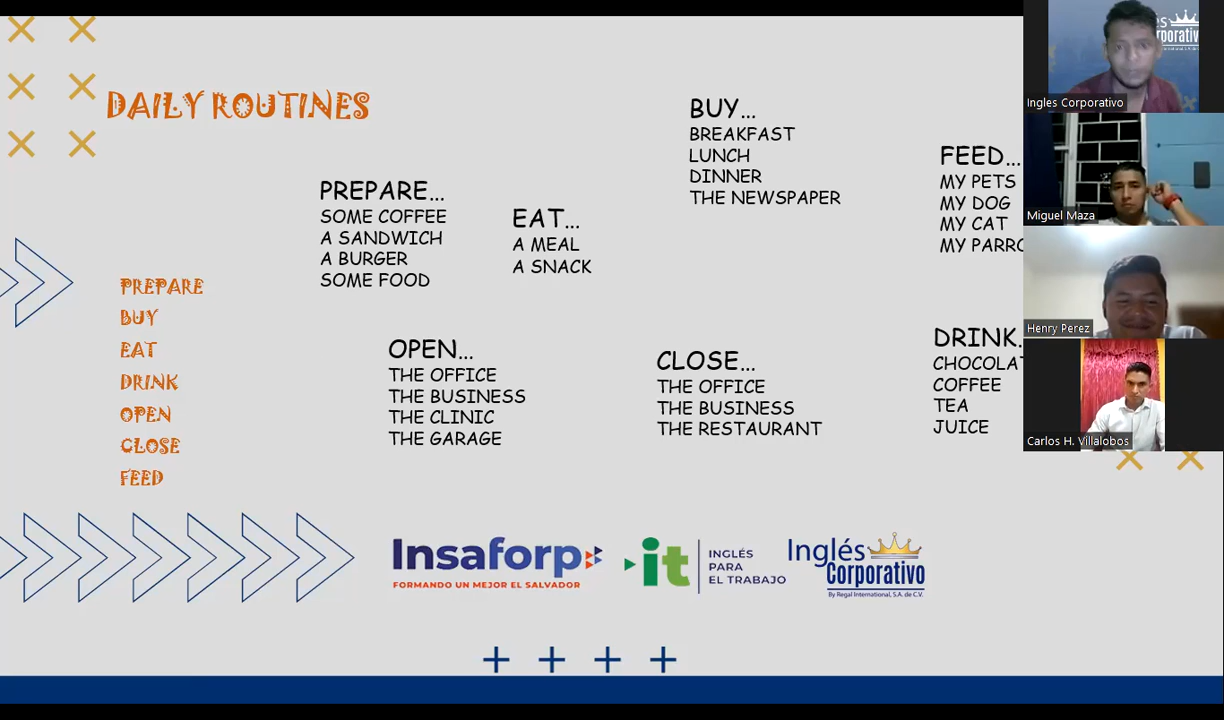 DAILY ROUTINES
PREPARE
BUY
EAT
DRINK
OPEN
CLOSE
FEED
PREPARE...
SOME COFFEE
A SANDWICH
A BURGER
SOME FOOD
EAT...
A MEAL
A SNACK
BUY...
BREAKFAST
LUNCH
DINNER
THE NEWSPAPER
FEED...
MY PETS
MY DOG
MY CAT
MY PARRO
OPEN...
THE OFFICE
THE BUSINESS
THE CLINIC
THE GARAGE
CLOSE...
THE OFFICE
THE BUSINESS
THE RESTAURANT
DRINK.
CHOCOLAT
COFFEE
TEA
JUICE
Insaforp
FORMANDO UN MEJOR EL SALVADOR
it
INGLÉS
PARA
EL TRABAJO
Inglés
Corporativo
By Regal International, S.A. de C.V.
Ingles Corporativo
Miguel Maza
Henry Perez
Carlos H. Villalobos